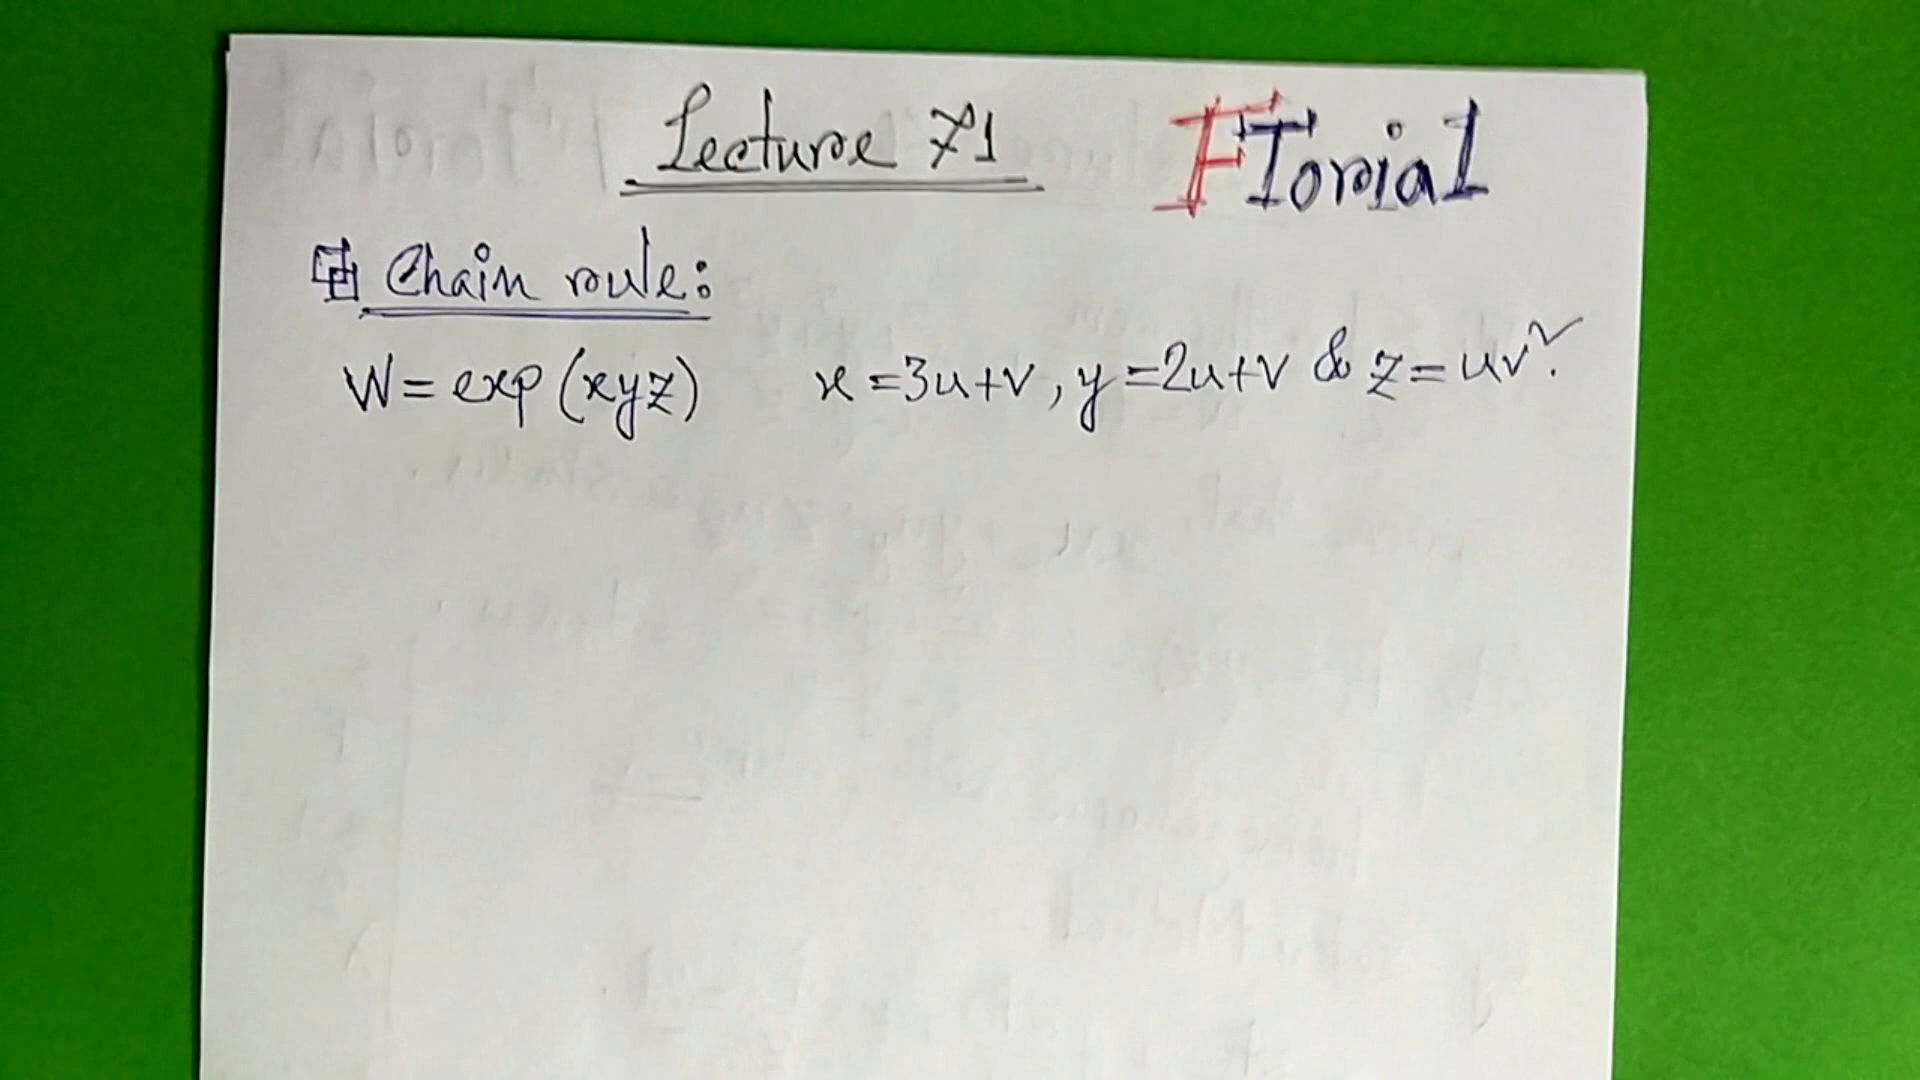 Lecture 71
FTorial
Chain rule:
W = exp (xyz) x = 3u+v, y = 2u+v & z = uv².